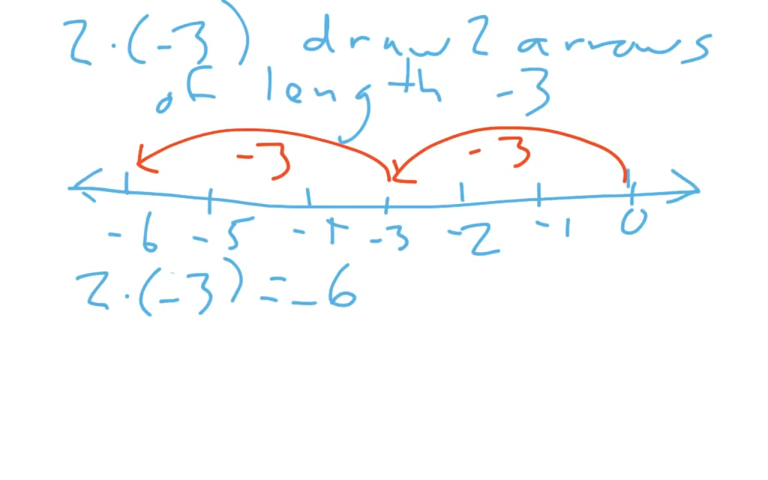 2·(-3) draw 2 arrows
of length -3
-3 -3
-6 -5 -4 -3 -2 -1 0
2·(-3) = -6